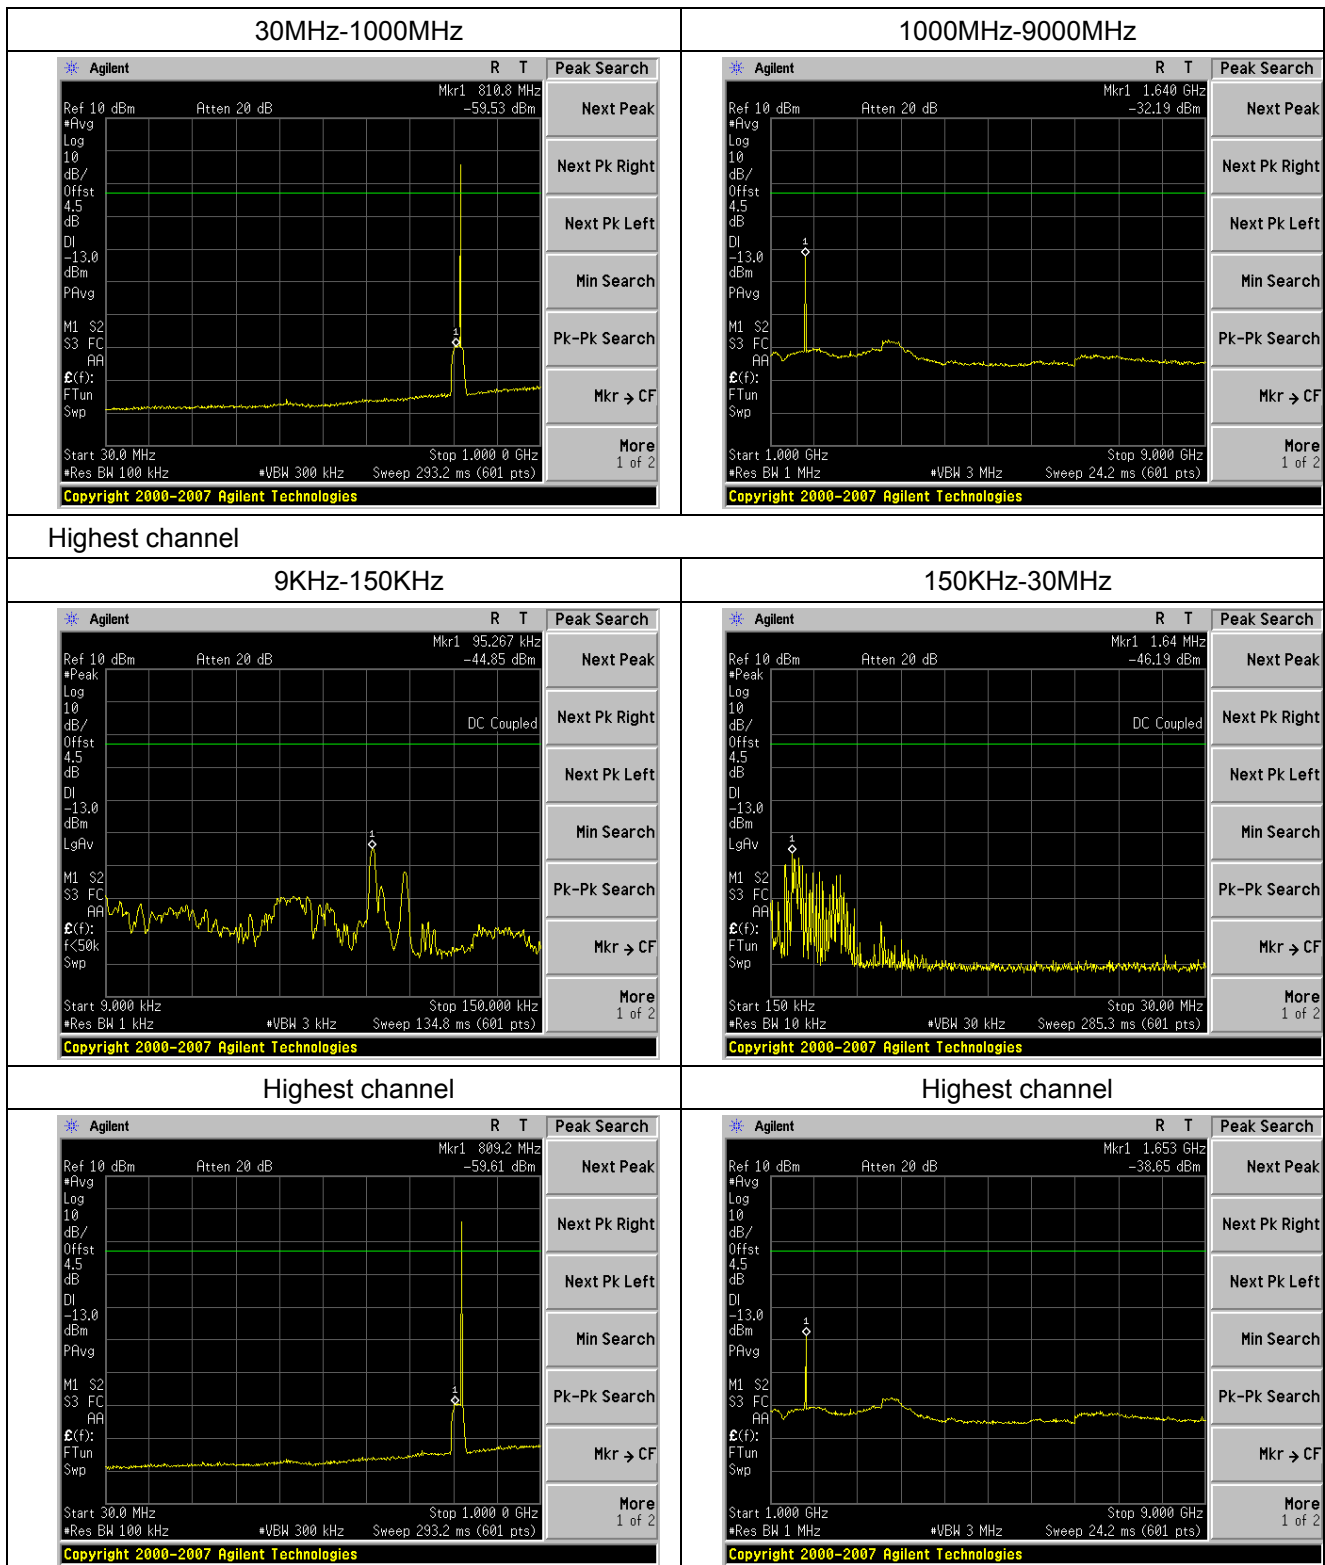 30MHz-1000MHz
1000MHz-9000MHz
Agilent R T Peak Search
Mkr1 810.8 MHz
Ref 10 dBm Atten 20 dB -59.53 dBm
#Avg
Log
10
dB/
Offst
4.5
dB
DI
-13.0
dBm
PAvg
M1 S2
S3 FC
AA
£(f):
FTun
Swp
1
Start 30.0 MHz Stop 1.000 0 GHz
#Res BW 100 kHz #VBW 300 kHz Sweep 293.2 ms (601 pts)
Copyright 2000-2007 Agilent Technologies
Next Peak
Next Pk Right
Next Pk Left
Min Search
Pk-Pk Search
Mkr → CF
More
1 of 2
Agilent R T Peak Search
Mkr1 1.640 GHz
Ref 10 dBm Atten 20 dB -32.19 dBm
#Avg
Log
10
dB/
Offst
4.5
dB
DI
-13.0
dBm
PAvg
M1 S2
S3 FC
AA
£(f):
FTun
Swp
1
Start 1.000 GHz Stop 9.000 GHz
#Res BW 1 MHz #VBW 3 MHz Sweep 24.2 ms (601 pts)
Copyright 2000-2007 Agilent Technologies
Next Peak
Next Pk Right
Next Pk Left
Min Search
Pk-Pk Search
Mkr → CF
More
1 of 2
Highest channel
9KHz-150KHz
150KHz-30MHz
Agilent R T Peak Search
Mkr1 95.267 kHz
Ref 10 dBm Atten 20 dB -44.85 dBm
#Peak
Log
10
dB/
DC Coupled
Offst
4.5
dB
DI
-13.0
dBm
LgAv
M1 S2
S3 FC
AA
£(f):
f<50k
Swp
1
Start 9.000 kHz Stop 150.000 kHz
#Res BW 1 kHz #VBW 3 kHz Sweep 134.8 ms (601 pts)
Copyright 2000-2007 Agilent Technologies
Next Peak
Next Pk Right
Next Pk Left
Min Search
Pk-Pk Search
Mkr → CF
More
1 of 2
Agilent R T Peak Search
Mkr1 1.64 MHz
Ref 10 dBm Atten 20 dB -46.19 dBm
#Peak
Log
10
dB/
DC Coupled
Offst
4.5
dB
DI
-13.0
dBm
LgAv
M1 S2
S3 FC
AA
£(f):
FTun
Swp
1
Start 150 kHz Stop 30.00 MHz
#Res BW 10 kHz #VBW 30 kHz Sweep 285.3 ms (601 pts)
Copyright 2000-2007 Agilent Technologies
Next Peak
Next Pk Right
Next Pk Left
Min Search
Pk-Pk Search
Mkr → CF
More
1 of 2
Highest channel
Highest channel
Agilent R T Peak Search
Mkr1 809.2 MHz
Ref 10 dBm Atten 20 dB -59.61 dBm
#Avg
Log
10
dB/
Offst
4.5
dB
DI
-13.0
dBm
PAvg
M1 S2
S3 FC
AA
£(f):
FTun
Swp
1
Start 30.0 MHz Stop 1.000 0 GHz
#Res BW 100 kHz #VBW 300 kHz Sweep 293.2 ms (601 pts)
Copyright 2000-2007 Agilent Technologies
Next Peak
Next Pk Right
Next Pk Left
Min Search
Pk-Pk Search
Mkr → CF
More
1 of 2
Agilent R T Peak Search
Mkr1 1.653 GHz
Ref 10 dBm Atten 20 dB -38.65 dBm
#Avg
Log
10
dB/
Offst
4.5
dB
DI
-13.0
dBm
PAvg
M1 S2
S3 FC
AA
£(f):
FTun
Swp
1
Start 1.000 GHz Stop 9.000 GHz
#Res BW 1 MHz #VBW 3 MHz Sweep 24.2 ms (601 pts)
Copyright 2000-2007 Agilent Technologies
Next Peak
Next Pk Right
Next Pk Left
Min Search
Pk-Pk Search
Mkr → CF
More
1 of 2